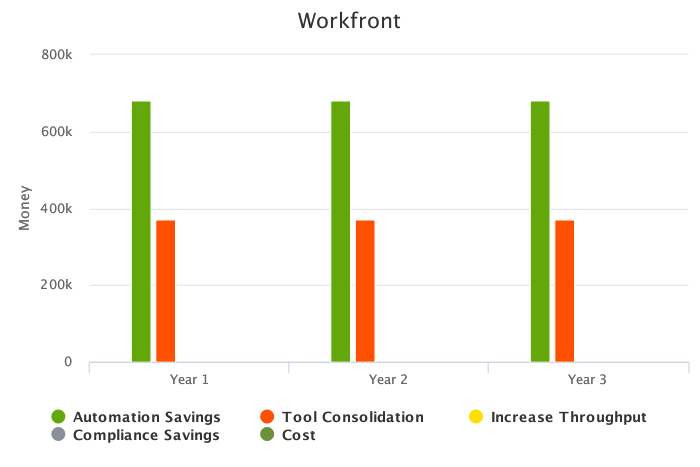 Workfront
800k
600k
400k
200k
0
Money
Year 1 Year 2 Year 3
Automation Savings Tool Consolidation Increase Throughput
Compliance Savings Cost